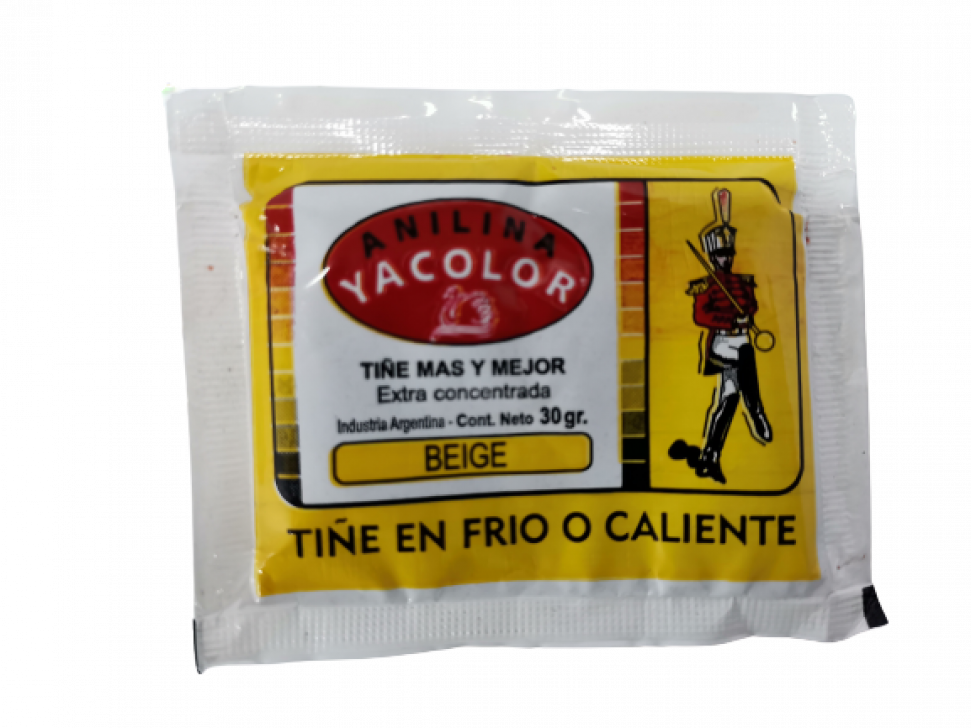 ANILINA
YACOLOR
TIÑE MAS Y MEJOR
Extra concentrada
Industria Argentina - Cont. Neto 30 gr.
BEIGE
TIÑE EN FRIO O CALIENTE